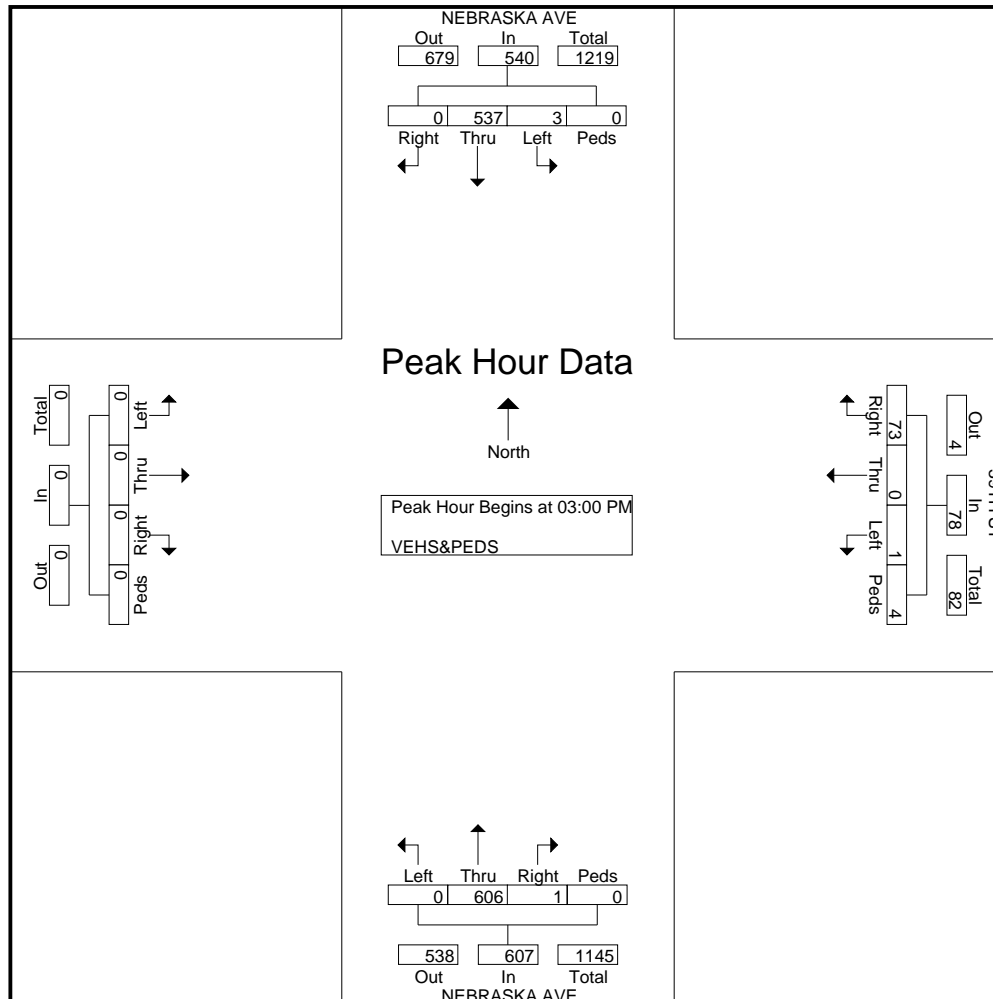 NEBRASKA AVE
Out In Total
679 540 1219
0 537 3 0
Right Thru Left Peds
Peak Hour Data
North
Peak Hour Begins at 03:00 PM
VEHS&PEDS
Total In Out
0 0 0
0 0 0 0
Left Thru Right Peds
Right Thru Left Peds
73 0 1 4
Out In Total
4 78 82
Left Thru Right Peds
0 606 1 0
538 607 1145
Out In Total
NEBRASKA AVE